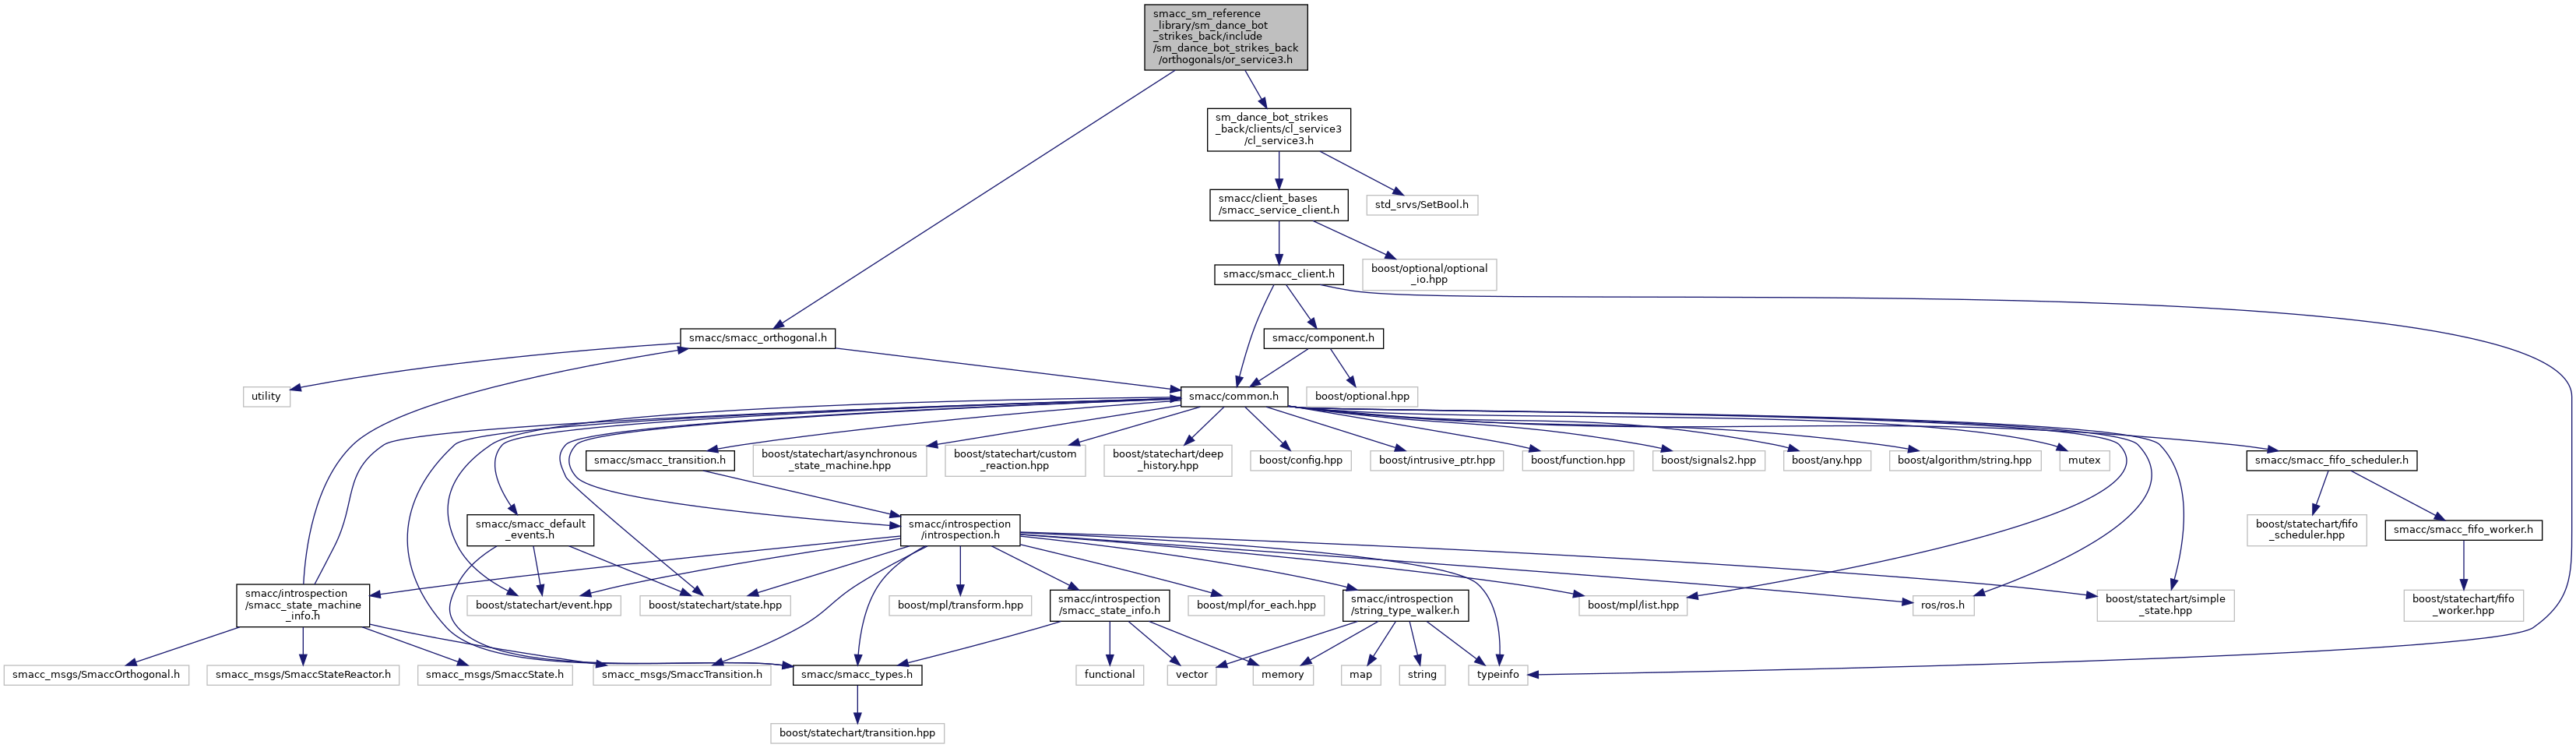 smacc_sm_reference
_library/sm_dance_bot
_strikes_back/include
/sm_dance_bot_strikes_back
/orthogonals/or_service3.h
sm_dance_bot_strikes
_back/clients/cl_service3
/cl_service3.h
smacc/client_bases
/smacc_service_client.h
std_srvs/SetBool.h
smacc/smacc_client.h
boost/optional/optional
_io.hpp
smacc/smacc_orthogonal.h
smacc/component.h
utility
smacc/common.h
boost/optional.hpp
smacc/smacc_transition.h
boost/statechart/asynchronous
_state_machine.hpp
boost/statechart/custom
_reaction.hpp
boost/statechart/deep
_history.hpp
boost/config.hpp
boost/intrusive_ptr.hpp
boost/function.hpp
boost/signals2.hpp
boost/any.hpp
boost/algorithm/string.hpp
mutex
smacc/smacc_fifo_scheduler.h
smacc/smacc_default
_events.h
smacc/introspection
/introspection.h
boost/statechart/fifo
_scheduler.hpp
smacc/smacc_fifo_worker.h
smacc/introspection
/smacc_state_machine
_info.h
boost/statechart/event.hpp
boost/statechart/state.hpp
boost/mpl/transform.hpp
smacc/introspection
/smacc_state_info.h
boost/mpl/for_each.hpp
smacc/introspection
/string_type_walker.h
boost/mpl/list.hpp
ros/ros.h
boost/statechart/simple
_state.hpp
boost/statechart/fifo
_worker.hpp
smacc_msgs/SmaccOrthogonal.h
smacc_msgs/SmaccStateReactor.h
smacc_msgs/SmaccState.h
smacc_msgs/SmaccTransition.h
smacc/smacc_types.h
functional
vector
memory
map
string
typeinfo
boost/statechart/transition.hpp